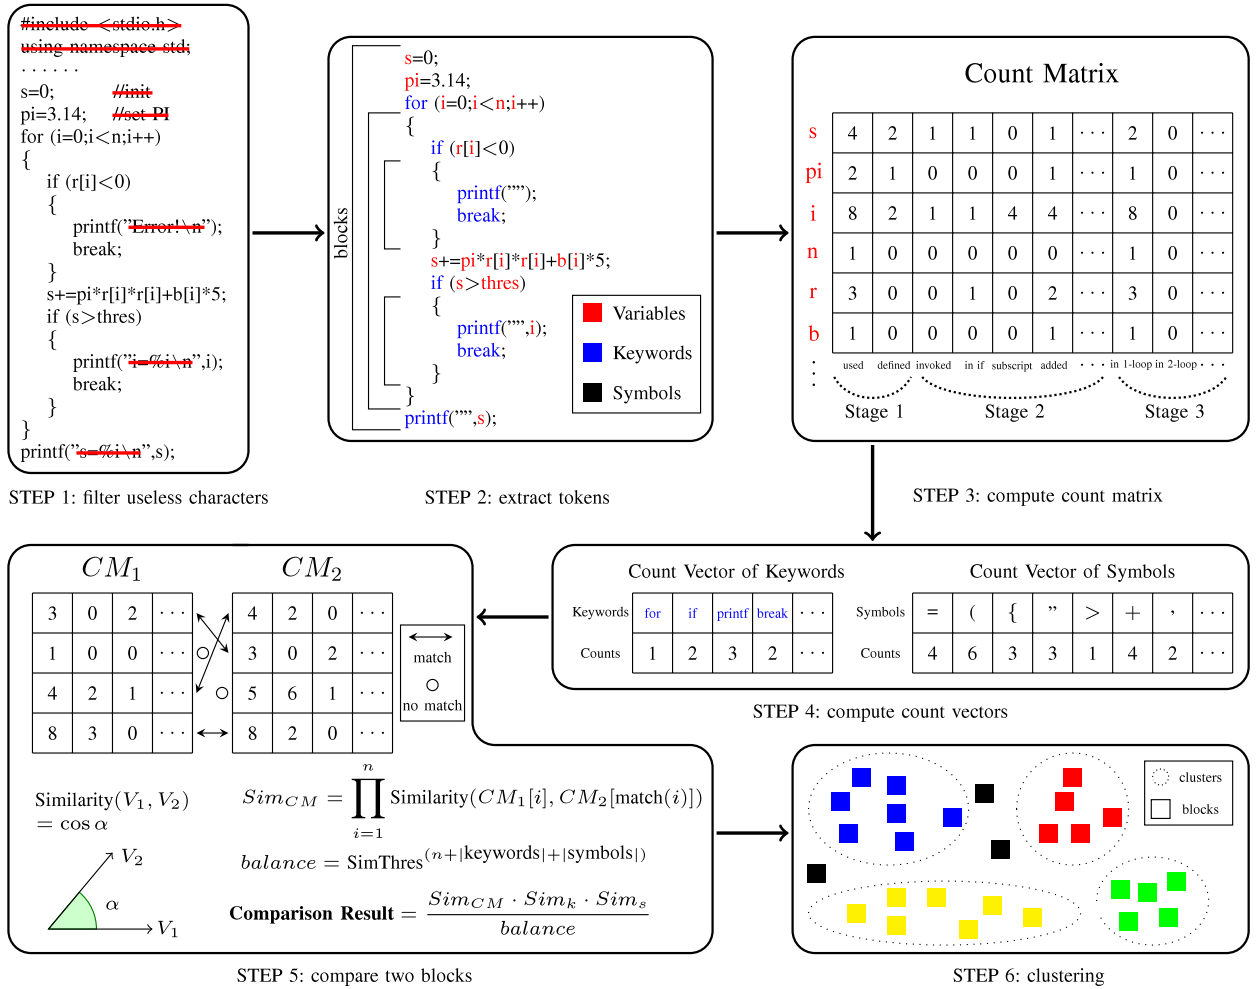 #include <stdio.h>
using namespace std;
······
s=0; //init
pi=3.14; //set PI
for (i=0;i<n;i++)
{
if (r[i]<0)
{
printf("Error!\n");
break;
}
s+=pi*r[i]*r[i]+b[i]*5;
if (s>thres)
{
printf("i=%i\n",i);
break;
}
}
printf("s=%i\n",s);
STEP 1: filter useless characters
blocks
s=0;
pi=3.14;
for (i=0;i<n;i++)
{
if (r[i]<0)
{
printf("");
break;
}
s+=pi*r[i]*r[i]+b[i]*5;
if (s>thres)
{
printf("",i);
break;
}
}
printf("",s);
Variables
Keywords
Symbols
STEP 2: extract tokens
Count Matrix
s 4 2 1 1 0 1 ··· 2 0 ···
pi 2 1 0 0 0 1 ··· 1 0 ···
i 8 2 1 1 4 4 ··· 8 0 ···
n 1 0 0 0 0 0 ··· 1 0 ···
r 3 0 0 1 0 2 ··· 3 0 ···
b 1 0 0 0 0 1 ··· 1 0 ···
⋮ used defined invoked in if subscript added ··· in 1-loop in 2-loop ···
Stage 1 Stage 2 Stage 3
STEP 3: compute count matrix
Count Vector of Keywords
Keywords for if printf break ···
Counts 1 2 3 2 ···
Count Vector of Symbols
Symbols = ( { " > + , ···
Counts 4 6 3 3 1 4 2 ···
STEP 4: compute count vectors
CM₁ CM₂
3 0 2 ··· 4 2 0 ···
1 0 0 ··· 3 0 2 ···
4 2 1 ··· 5 6 1 ···
8 3 0 ··· 8 2 0 ···
match
no match
Similarity(V₁, V₂)
= cos α
V₂
α
V₁
Sim_CM = ∏_{i=1}^{n} Similarity(CM₁[i], CM₂[match(i)])
balance = SimThres^(n+|keywords|+|symbols|)
Comparison Result = \frac{Sim_CM · Sim_k · Sim_s}{balance}
STEP 5: compare two blocks
clusters
blocks
STEP 6: clustering